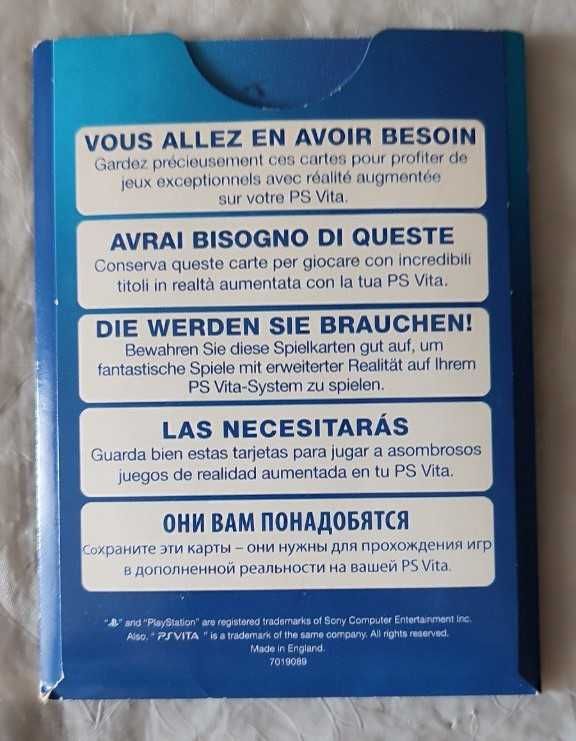 VOUS ALLEZ EN AVOIR BESOIN
Gardez précieusement ces cartes pour profiter de
jeux exceptionnels avec réalité augmentée
sur votre PS Vita.
AVRAI BISOGNO DI QUESTE
Conserva queste carte per giocare con incredibili
titoli in realtà aumentata con la tua PS Vita.
DIE WERDEN SIE BRAUCHEN!
Bewahren Sie diese Spielkarten gut auf, um
fantastische Spiele mit erweiterter Realität auf Ihrem
PS Vita-System zu spielen.
LAS NECESITARÁS
Guarda bien estas tarjetas para jugar a asombrosos
juegos de realidad aumentada en tu PS Vita.
ОНИ ВАМ ПОНАДОБЯТСЯ
Сохраните эти карты – они нужны для прохождения игр
в дополненной реальности на вашей PS Vita.
" " and "PlayStation" are registered trademarks of Sony Computer Entertainment Inc.
Also, " PSVITA " is a trademark of the same company. All rights reserved.
Made in England.
7019089